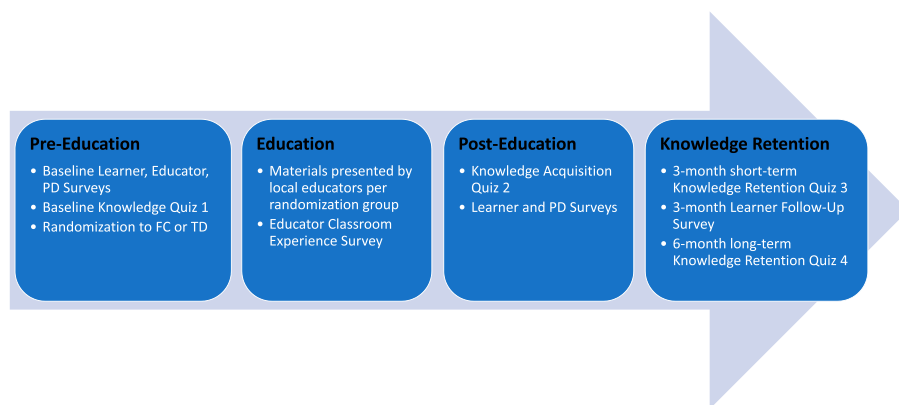 Pre-Education
• Baseline Learner, Educator,
PD Surveys
• Baseline Knowledge Quiz 1
• Randomization to FC or TD
Education
• Materials presented by
local educators per
randomization group
• Educator Classroom
Experience Survey
Post-Education
• Knowledge Acquisition
Quiz 2
• Learner and PD Surveys
Knowledge Retention
• 3-month short-term
Knowledge Retention Quiz 3
• 3-month Learner Follow-Up
Survey
• 6-month long-term
Knowledge Retention Quiz 4